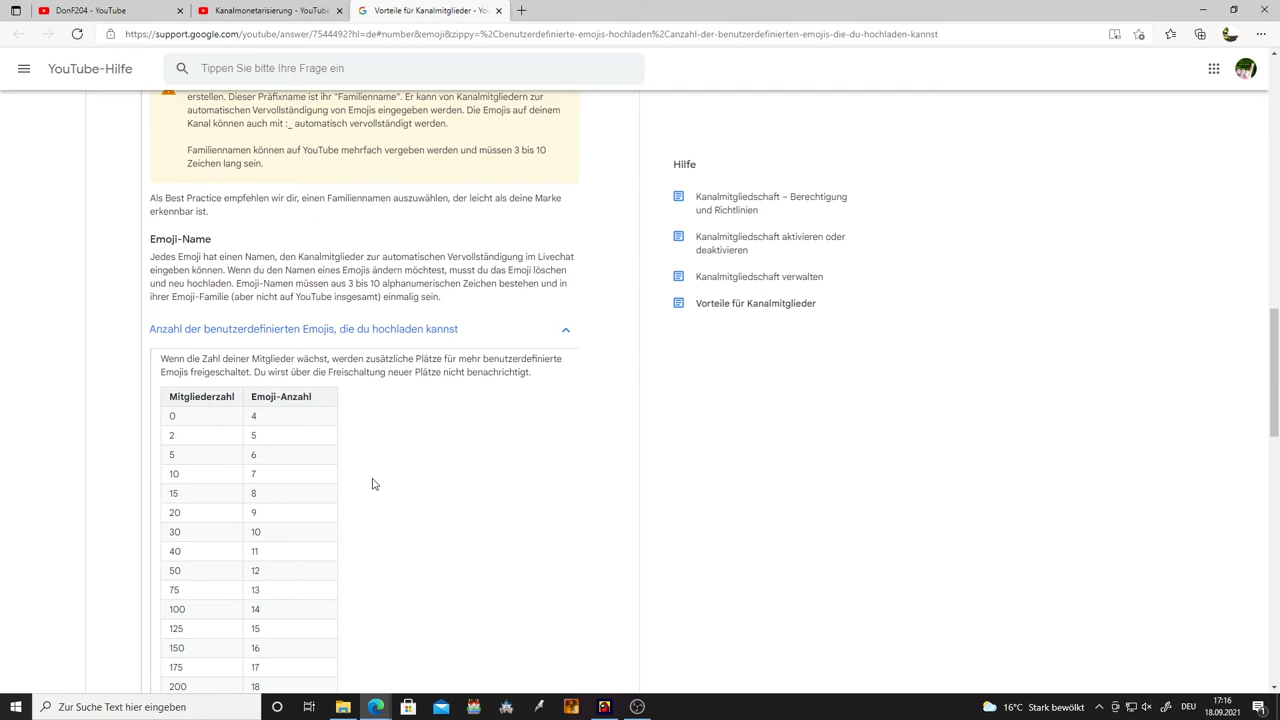 DonF204 - YouTube
Kanalmonetarisierung - YouTube
Vorteile für Kanalmitglieder - You
https://support.google.com/youtube/answer/7544492?hl=de#number&emoji&zippy=%2Cbenutzerdefinierte-emojis-hochladen%2Canzahl-der-benutzerdefinierten-emojis-die-du-hochladen-kannst
YouTube-Hilfe
Tippen Sie bitte Ihre Frage ein
erstellen. Dieser Präfixname ist ihr "Familienname". Er kann von Kanalmitgliedern zur
automatischen Vervollständigung von Emojis eingegeben werden. Die Emojis auf deinem
Kanal können auch mit :_ automatisch vervollständigt werden.
Familiennamen können auf YouTube mehrfach vergeben werden und müssen 3 bis 10
Zeichen lang sein.
Als Best Practice empfehlen wir dir, einen Familiennamen auszuwählen, der leicht als deine Marke
erkennbar ist.
Emoji-Name
Jedes Emoji hat einen Namen, den Kanalmitglieder zur automatischen Vervollständigung im Livechat
eingeben können. Wenn du den Namen eines Emojis ändern möchtest, musst du das Emoji löschen
und neu hochladen. Emoji-Namen müssen aus 3 bis 10 alphanumerischen Zeichen bestehen und in
ihrer Emoji-Familie (aber nicht auf YouTube insgesamt) einmalig sein.
Anzahl der benutzerdefinierten Emojis, die du hochladen kannst
Wenn die Zahl deiner Mitglieder wächst, werden zusätzliche Plätze für mehr benutzerdefinierte
Emojis freigeschaltet. Du wirst über die Freischaltung neuer Plätze nicht benachrichtigt.
Mitgliederzahl Emoji-Anzahl
0 4
2 5
5 6
10 7
15 8
20 9
30 10
40 11
50 12
75 13
100 14
125 15
150 16
175 17
200 18
Hilfe
Kanalmitgliedschaft – Berechtigung
und Richtlinien
Kanalmitgliedschaft aktivieren oder
deaktivieren
Kanalmitgliedschaft verwalten
Vorteile für Kanalmitglieder
Zur Suche Text hier eingeben
16°C Stark bewölkt
DEU
17:16
18.09.2021
1